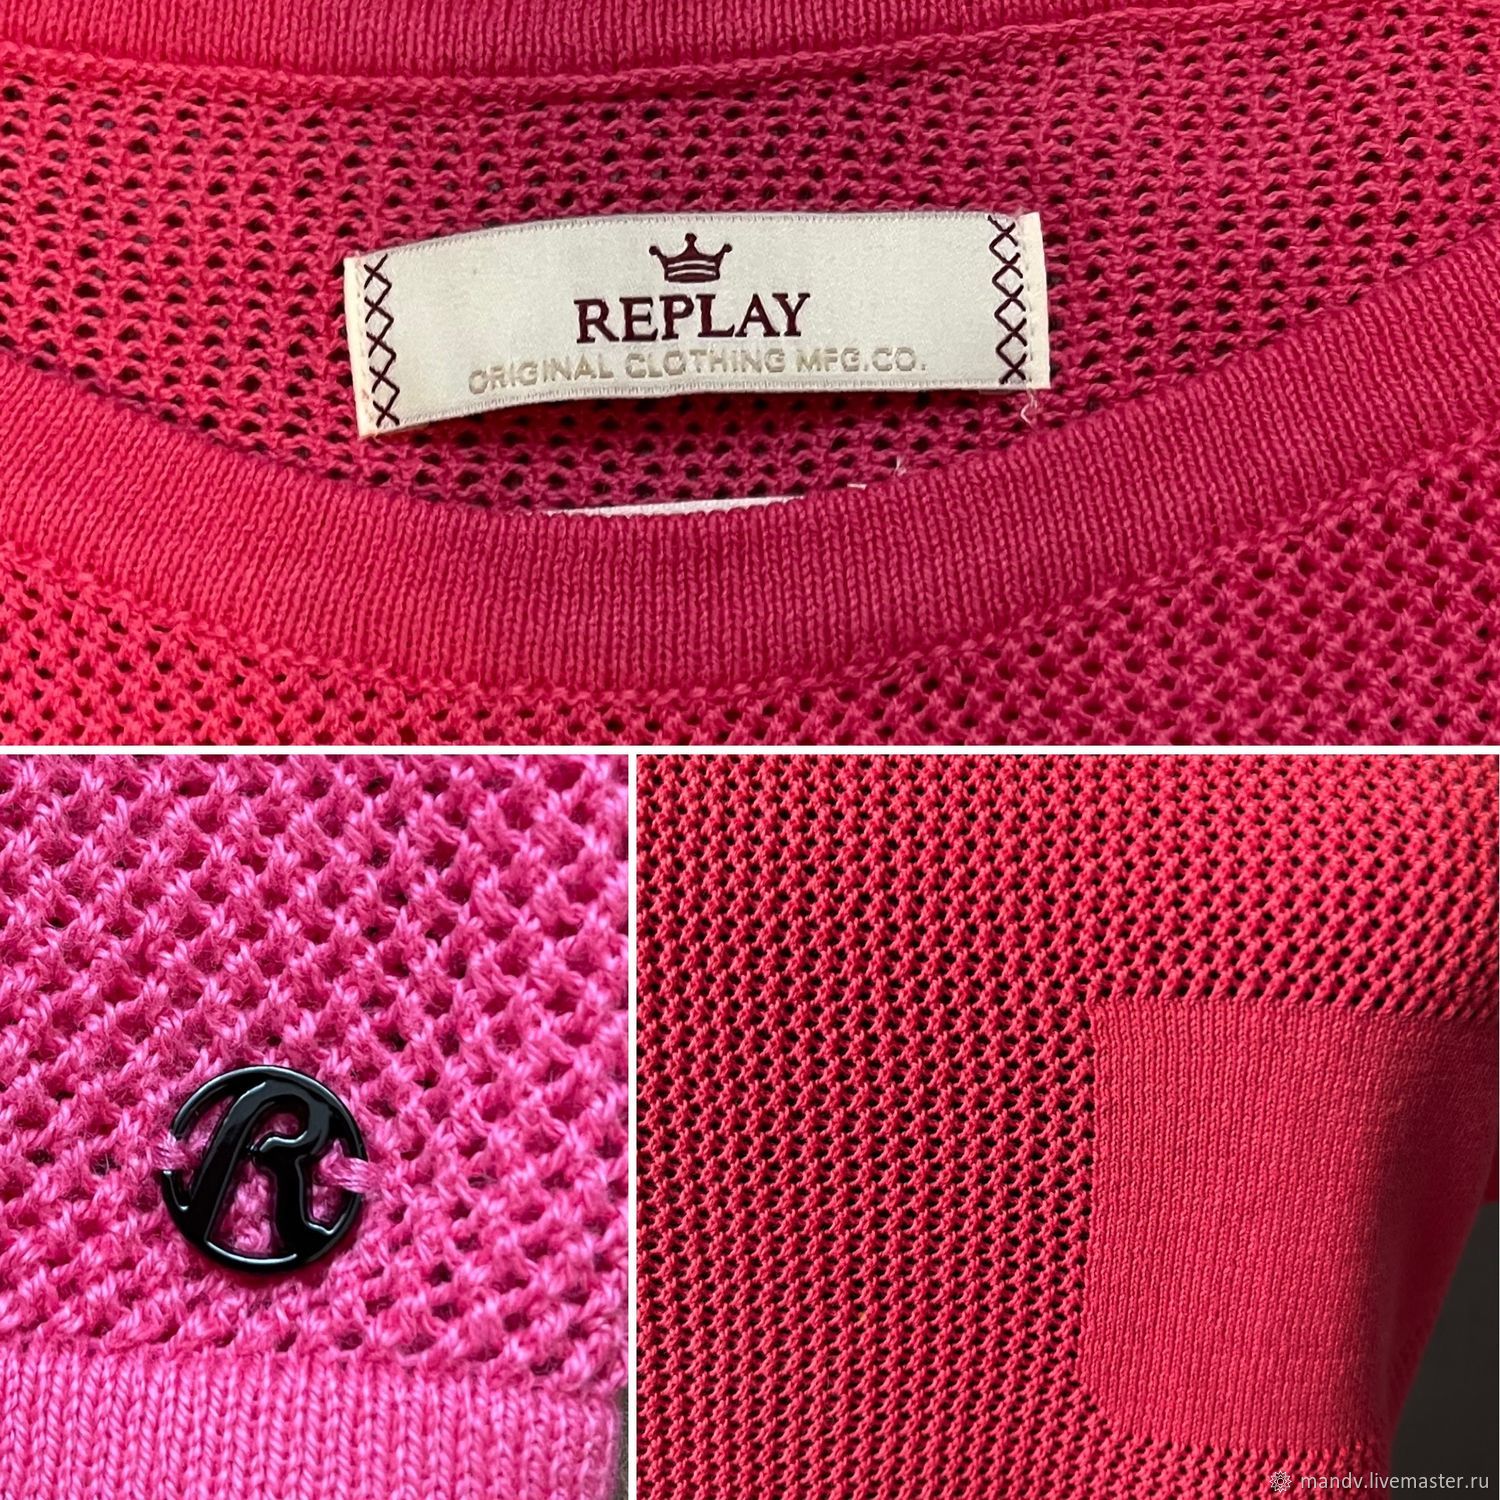 REPLAY
ORIGINAL CLOTHING MFG.CO.
R
mandv.livemaster.ru